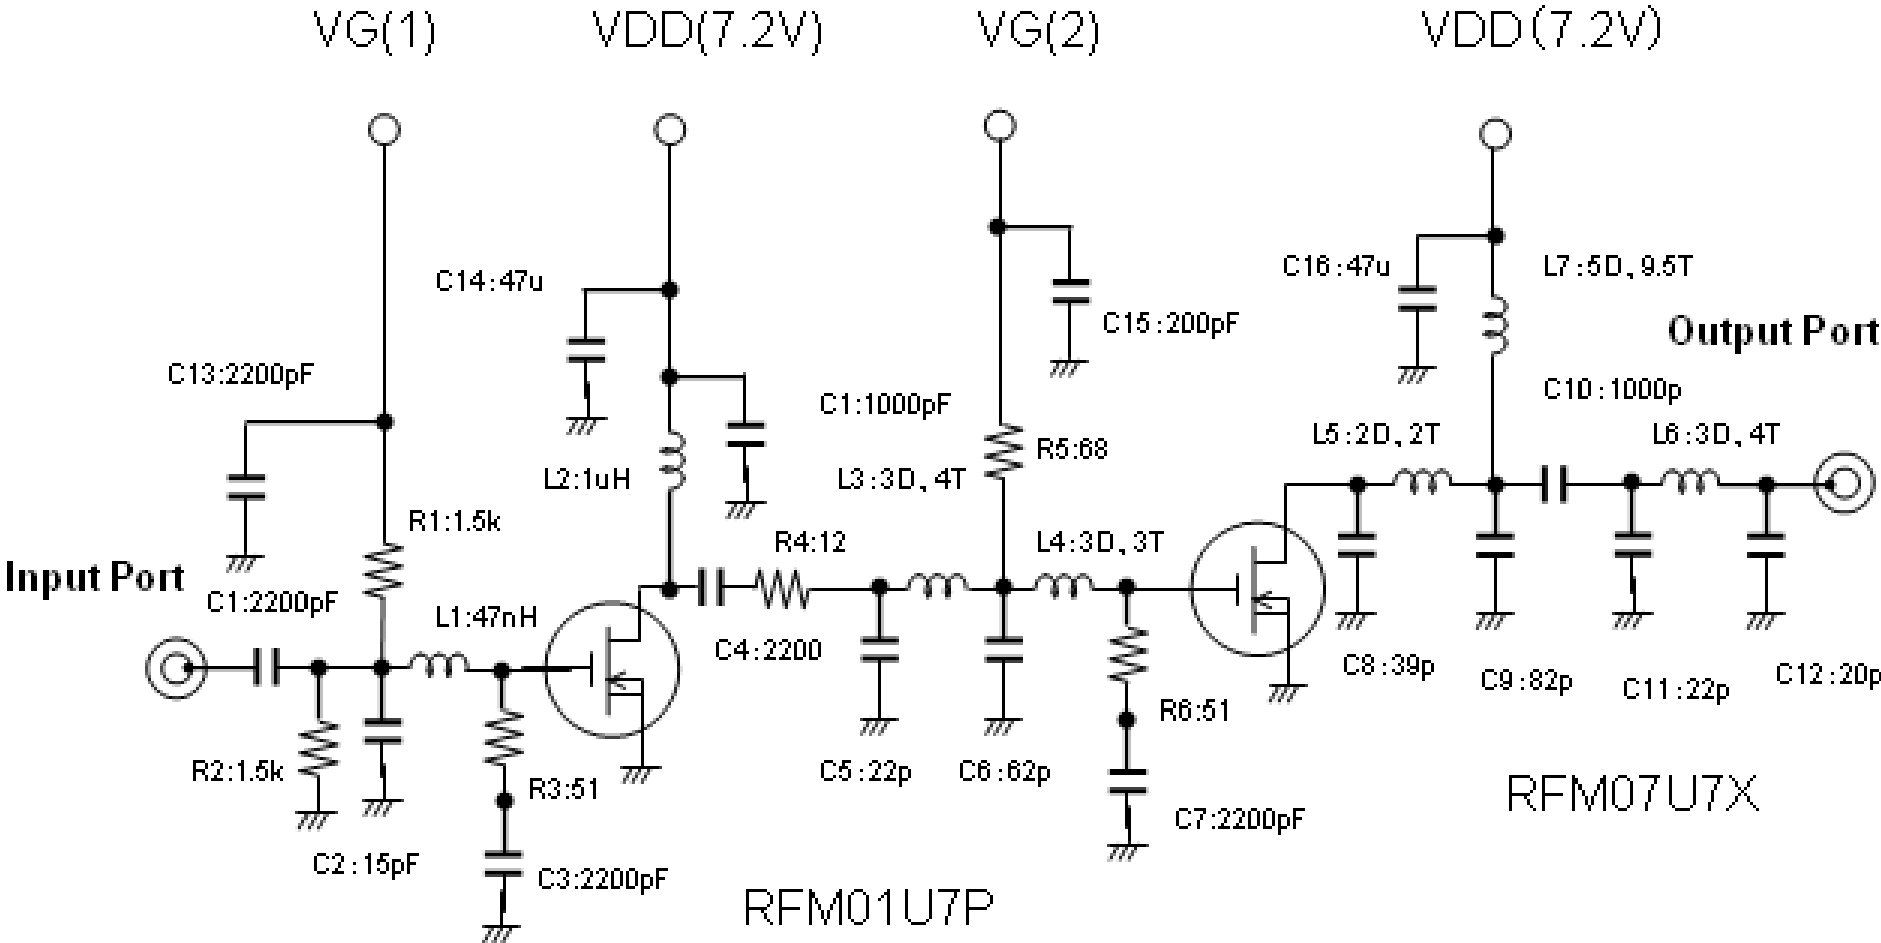 VG(1)
VDD(7.2V)
VG(2)
VDD(7.2V)
C14:47u
C16:47u
L7:5D, 9.5T
C15:200pF
Output Port
C13:2200pF
C1:1000pF
C10:1000p
L5:2D, 2T
L6:3D, 4T
R5:68
L2:1uH
L3:3D, 4T
R1:1.5k
R4:12
L4:3D, 3T
Input Port
C1:2200pF
L1:47nH
C4:2200
C8:39p
C9:82p
C11:22p
C12:20p
R6:51
R2:1.5k
R3:51
C5:22p
C6:62p
C7:2200pF
RFM07U7X
C2:15pF
C3:2200pF
RFM01U7P